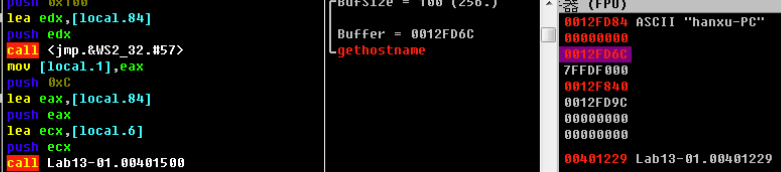 push 0x100
lea edx,[local.84]
push edx
call <jmp.&WS2_32.#57>
mov [local.1],eax
push 0xC
lea eax,[local.84]
push eax
lea ecx,[local.6]
push ecx
call Lab13-01.00401500
BufSize = 100 (256.)
Buffer = 0012FD6C
gethostname
器 (FPU)
0012FD84 ASCII "hanxu-PC"
00000000
0012FD6C
7FFDF000
0012F840
0012FD9C
00000000
00000000
00401229 Lab13-01.00401229